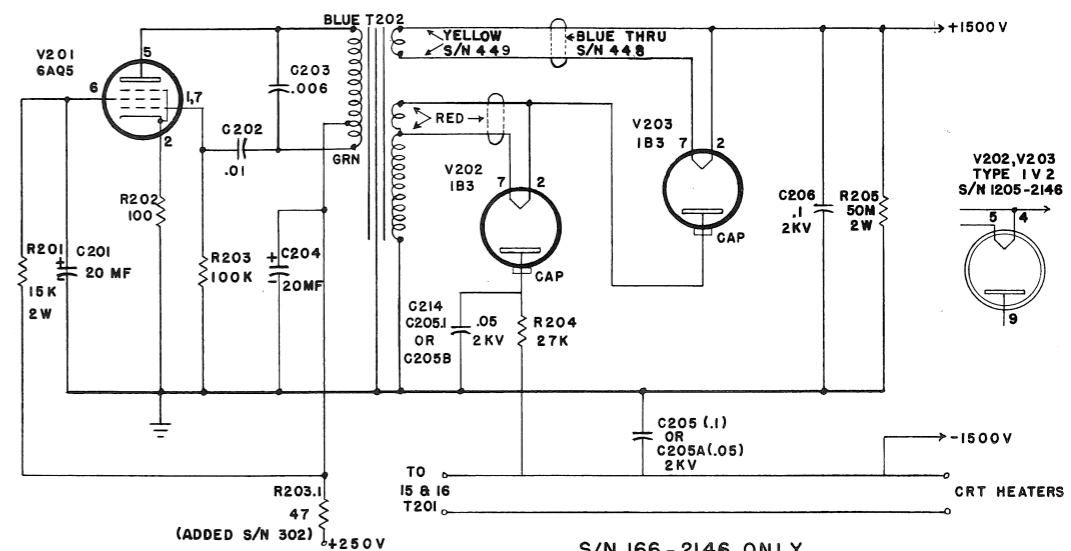 BLUE T202
V201
6AQ5
5
6
1,7
2
C203
.006
C202
.01
GRN
YELLOW
S/N 449
BLUE THRU
S/N 448
RED
+1500V
V203
1B3
7
2
CAP
V202
1B3
7
2
CAP
V202,V203
TYPE 1V2
S/N 1205-2146
5
4
9
C206
.1
2KV
R205
50M
2W
R202
100
R201
15K
2W
+
-
C201
20 MF
R203
100K
+
-
C204
20MF
C214
C205.1
OR
C205B
.05
2KV
R204
27K
C205 (.1)
OR
C205A(.05)
2KV
-1500V
TO
15 & 16
T201
CRT HEATERS
R203.1
47
(ADDED S/N 302)
+250V
S/N 166-2146 ONLY